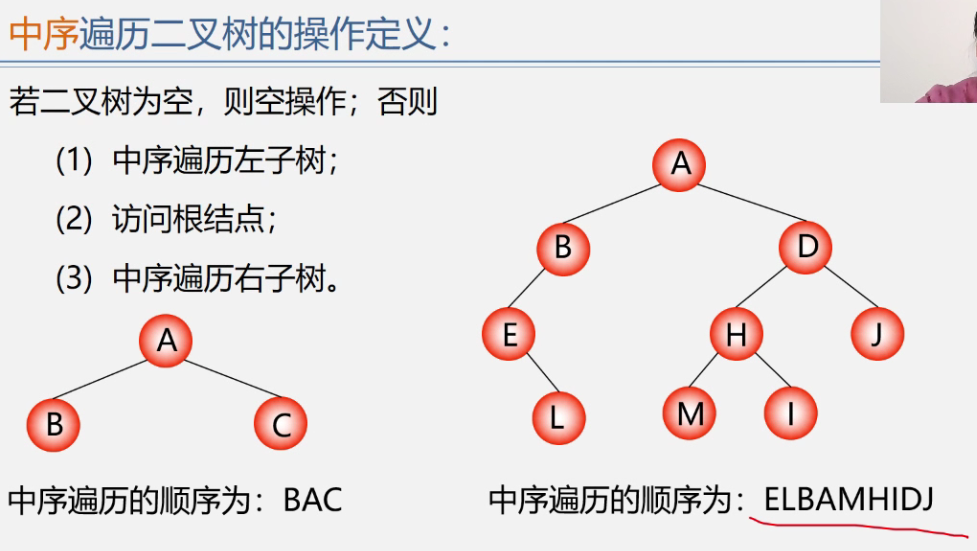 中序遍历二叉树的操作定义：
若二叉树为空，则空操作；否则
(1) 中序遍历左子树；
(2) 访问根结点；
(3) 中序遍历右子树。
A
B
C
中序遍历的顺序为：BAC
A
B
D
E
H
J
L
M
I
中序遍历的顺序为：ELBAMHIDJ